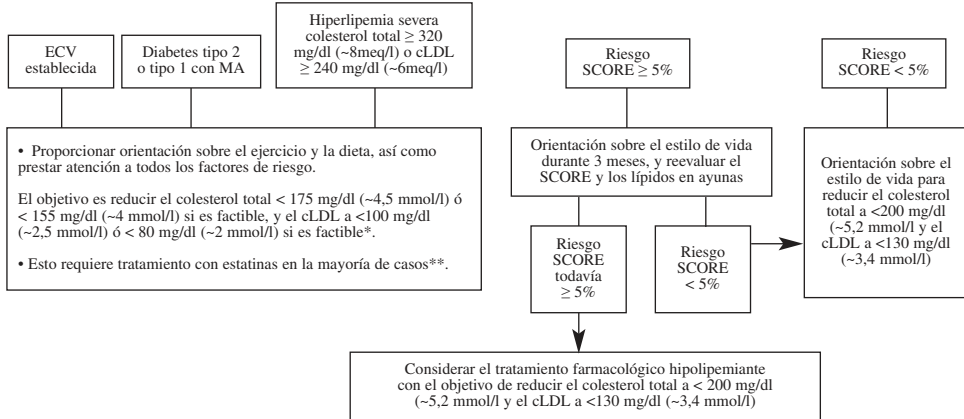 ECV
establecida
Diabetes tipo 2
o tipo 1 con MA
Hiperlipemia severa
colesterol total ≥ 320
mg/dl (~8meq/l) o cLDL
≥ 240 mg/dl (~6meq/l)
Riesgo
SCORE ≥ 5%
Riesgo
SCORE < 5%
• Proporcionar orientación sobre el ejercicio y la dieta, así como
prestar atención a todos los factores de riesgo.
El objetivo es reducir el colesterol total < 175 mg/dl (~4,5 mmol/l) ó
< 155 mg/dl (~4 mmol/l) si es factible, y el cLDL a <100 mg/dl
(~2,5 mmol/l) ó < 80 mg/dl (~2 mmol/l) si es factible*.
• Esto requiere tratamiento con estatinas en la mayoría de casos**.
Orientación sobre el estilo de vida
durante 3 meses, y reevaluar el
SCORE y los lípidos en ayunas
Riesgo
SCORE
todavía
≥ 5%
Riesgo
SCORE
< 5%
Orientación sobre el
estilo de vida para
reducir el colesterol
total a <200 mg/dl
(~5,2 mmol/l y el
cLDL a <130 mg/dl
(~3,4 mmol/l)
Considerar el tratamiento farmacológico hipolipemiante
con el objetivo de reducir el colesterol total a < 200 mg/dl
(~5,2 mmol/l y el cLDL a <130 mg/dl (~3,4 mmol/l)